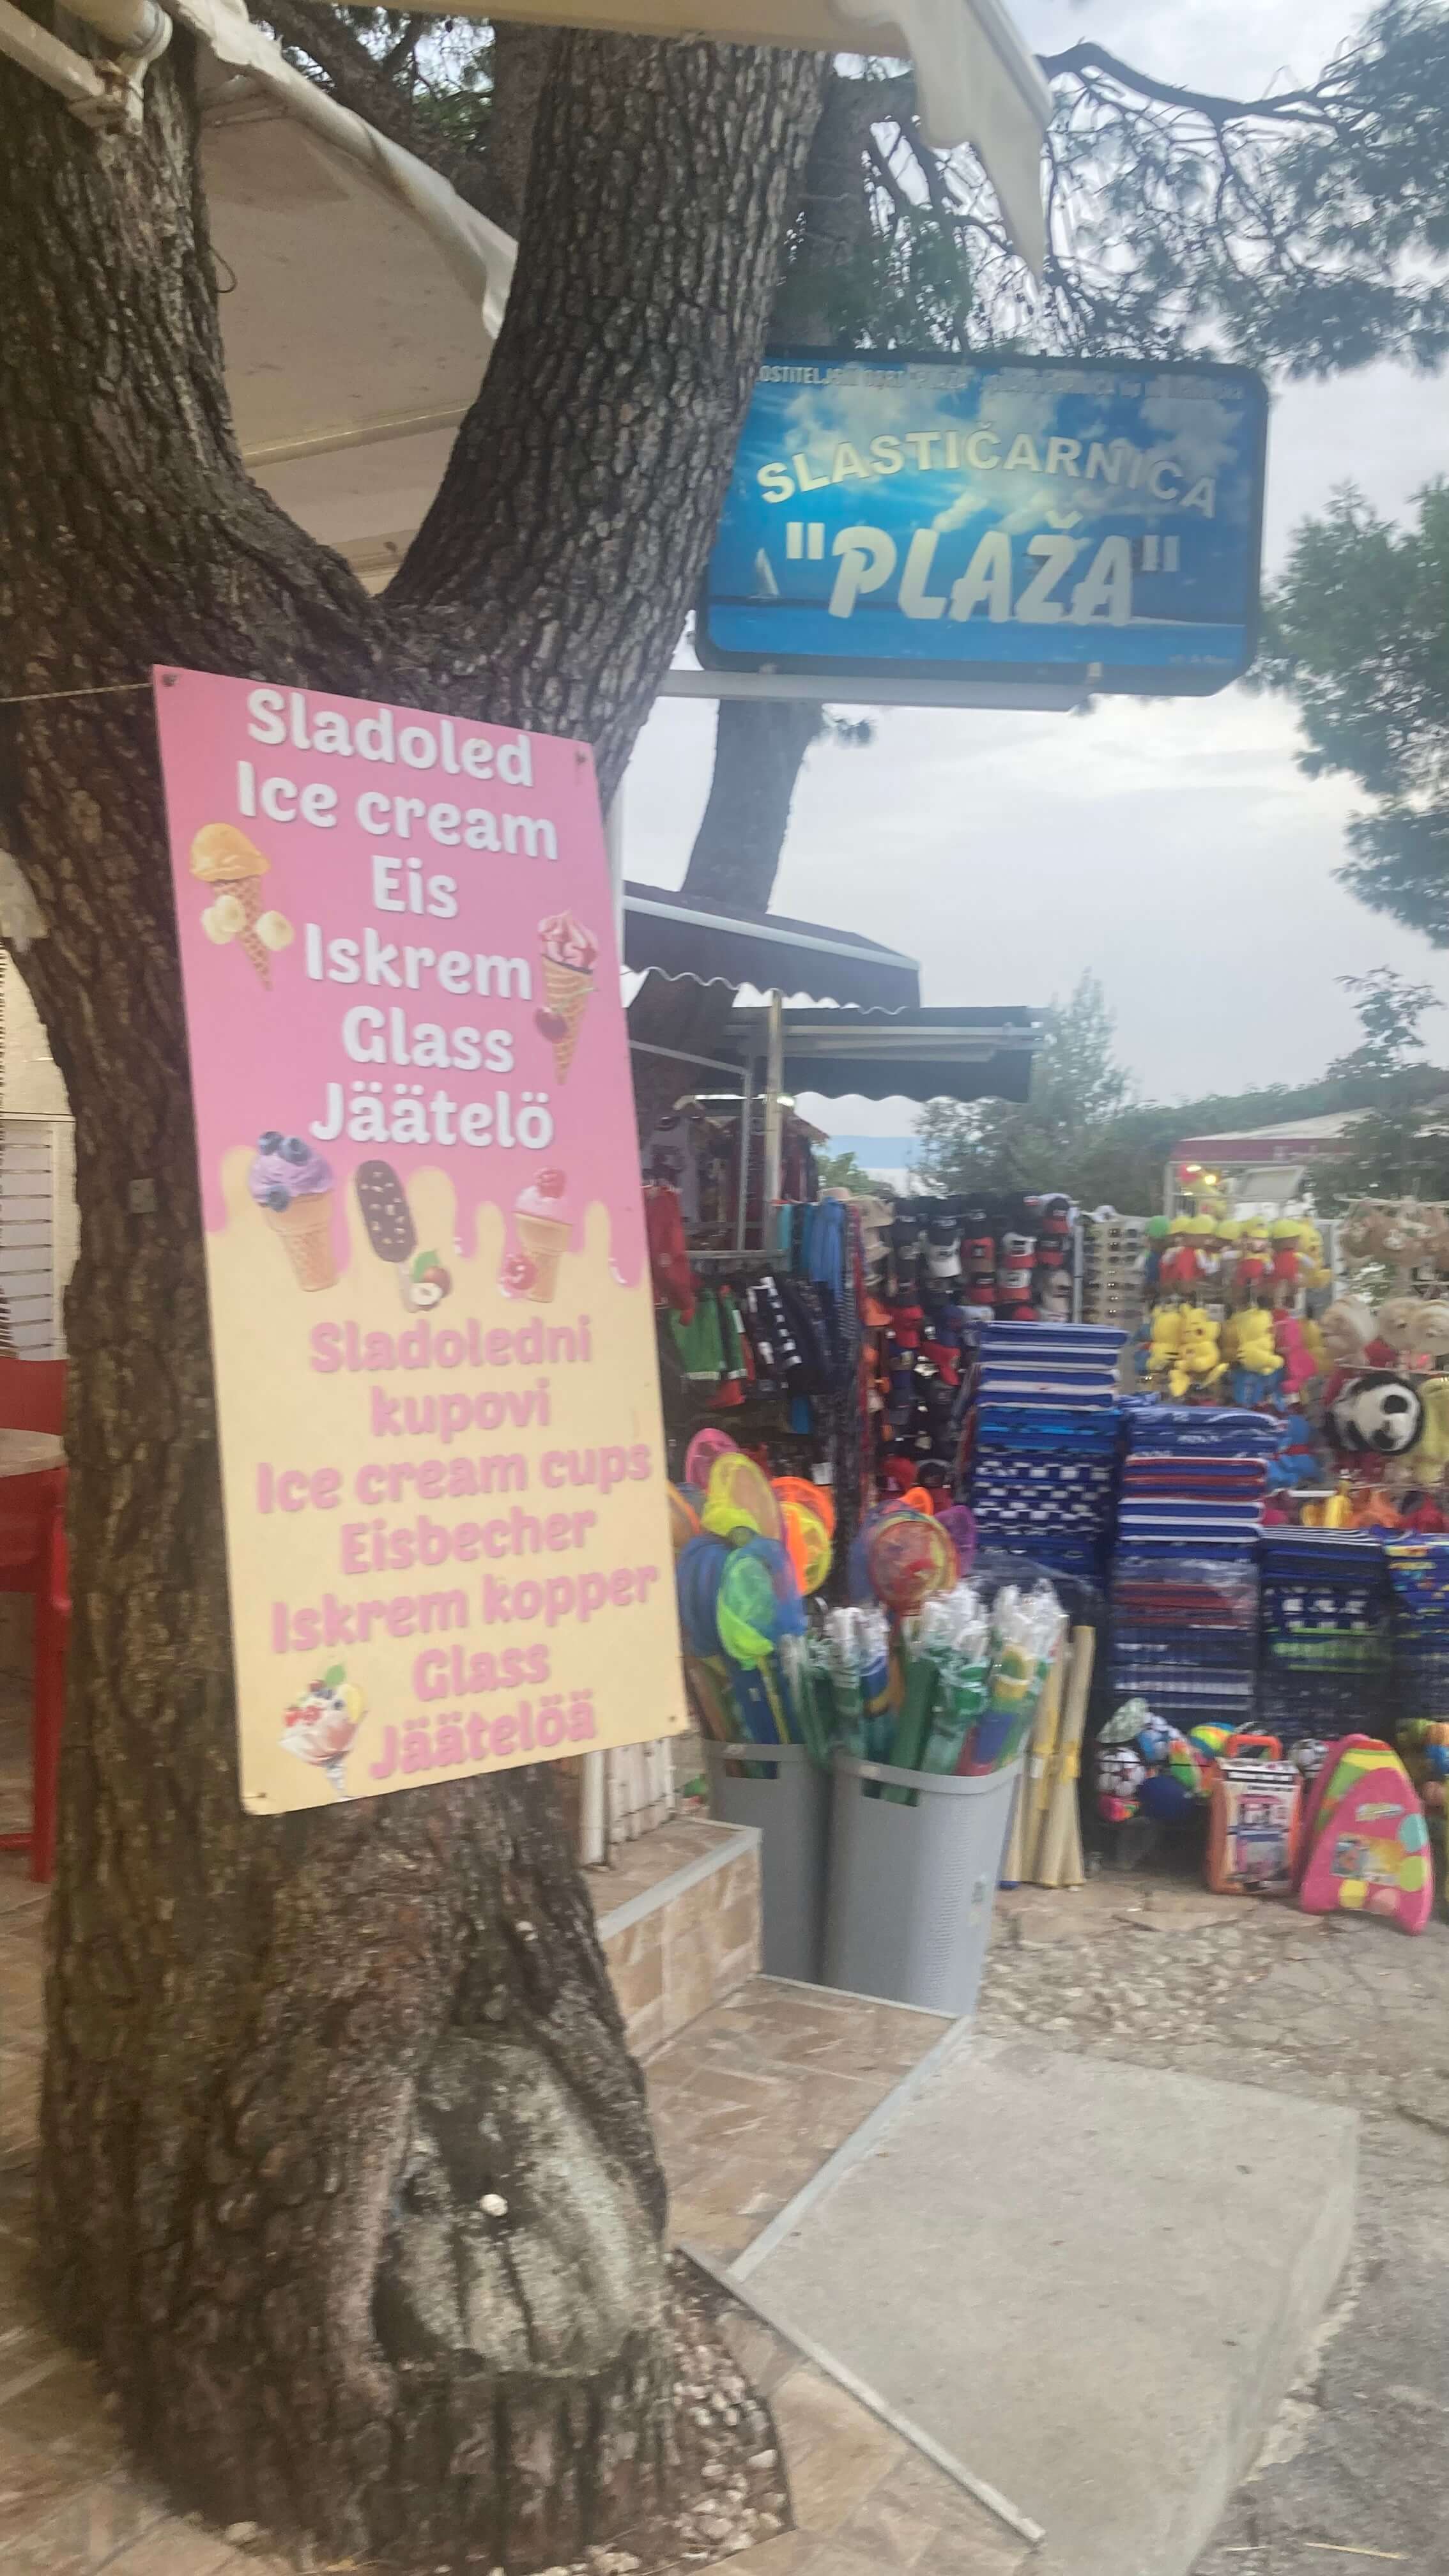 SLASTIČARNICA
"PLAŽA"
Sladoled
Ice cream
Eis
Iskrem
Glass
Jäätelö
Sladoledni
kupovi
Ice cream cups
Eisbecher
Iskrem kopper
Glass
Jäätelöä